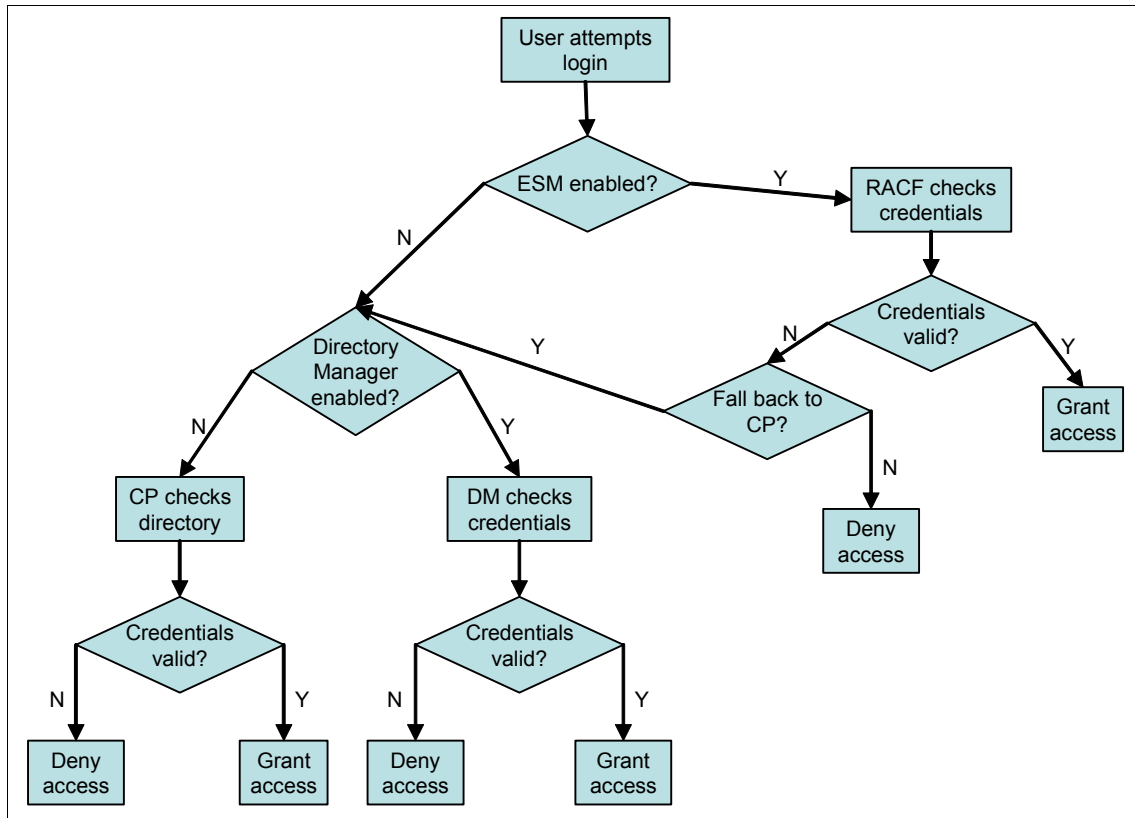 User attempts
login
ESM enabled?
Y
RACF checks
credentials
N
Credentials
valid?
N
Y
Directory
Manager
enabled?
Y
Fall back to
CP?
Grant
access
N
Y
N
CP checks
directory
DM checks
credentials
Deny
access
Credentials
valid?
Credentials
valid?
N
Y
N
Y
Deny
access
Grant
access
Deny
access
Grant
access